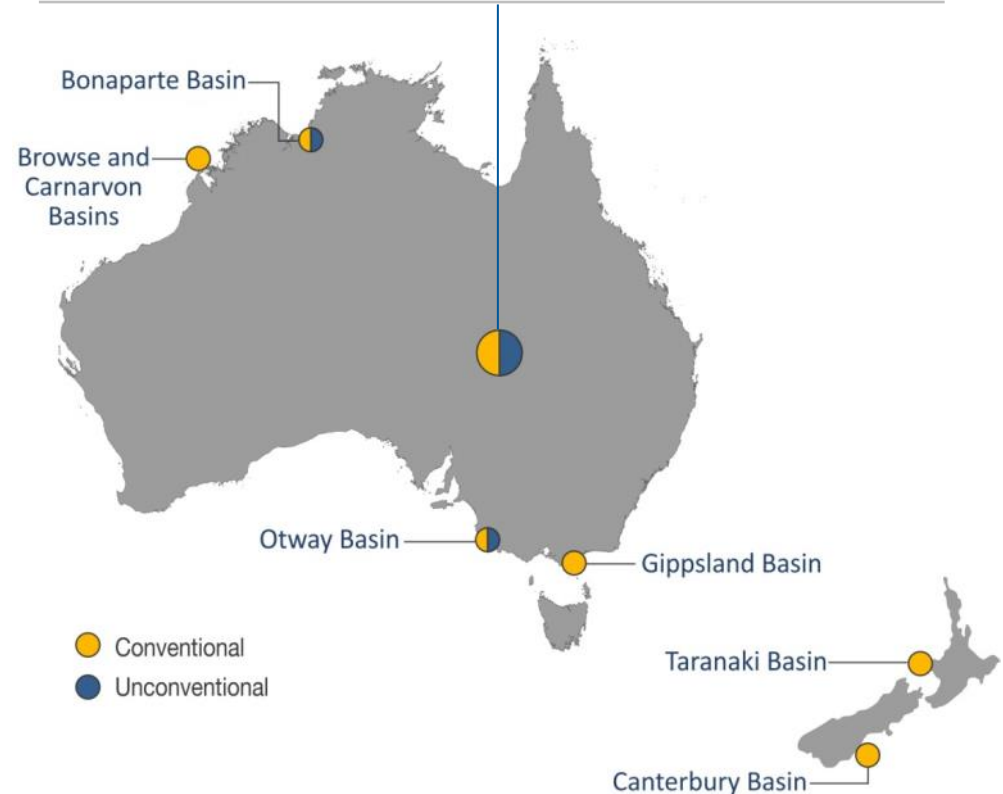 Bonaparte Basin
Browse and
Carnarvon
Basins
Otway Basin
Gippsland Basin
Conventional
Unconventional
Taranaki Basin
Canterbury Basin